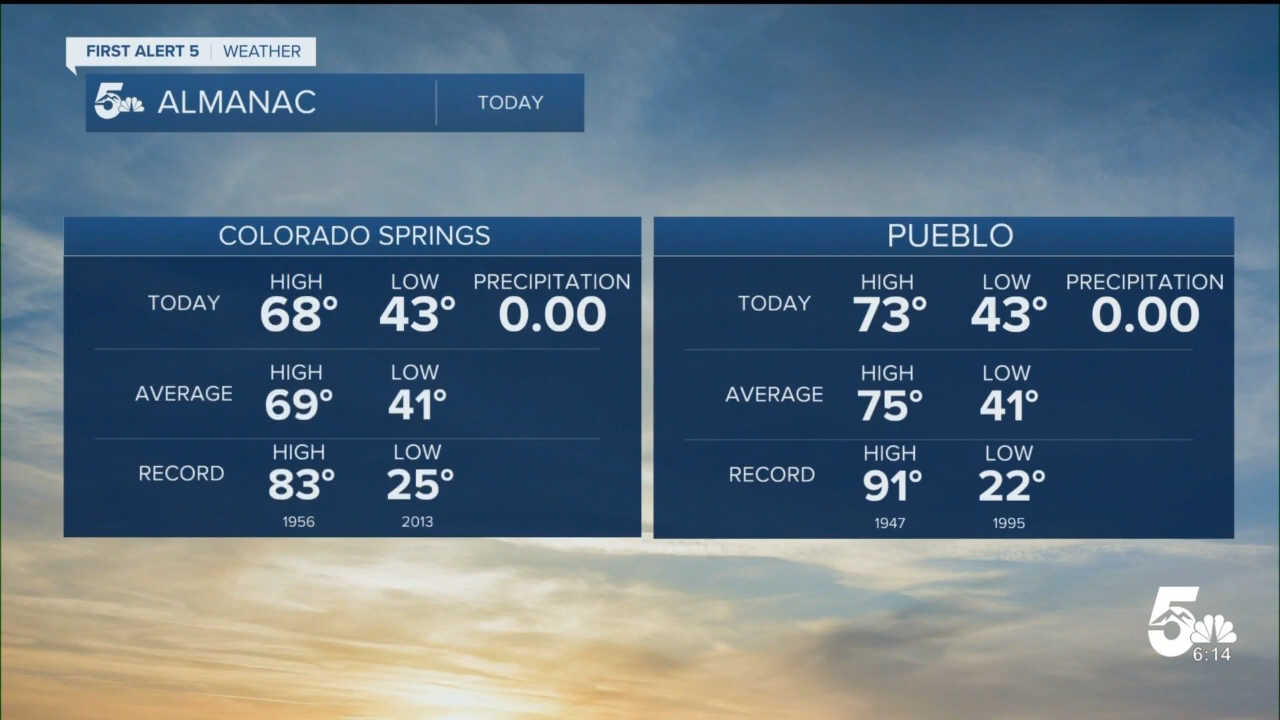 FIRST ALERT 5 | WEATHER
5 ALMANAC TODAY
COLORADO SPRINGS
HIGH LOW PRECIPITATION
TODAY 68° 43° 0.00
HIGH LOW
AVERAGE 69° 41°
HIGH LOW
RECORD 83° 25°
1956 2013
PUEBLO
HIGH LOW PRECIPITATION
TODAY 73° 43° 0.00
HIGH LOW
AVERAGE 75° 41°
HIGH LOW
RECORD 91° 22°
1947 1995
5
6:14